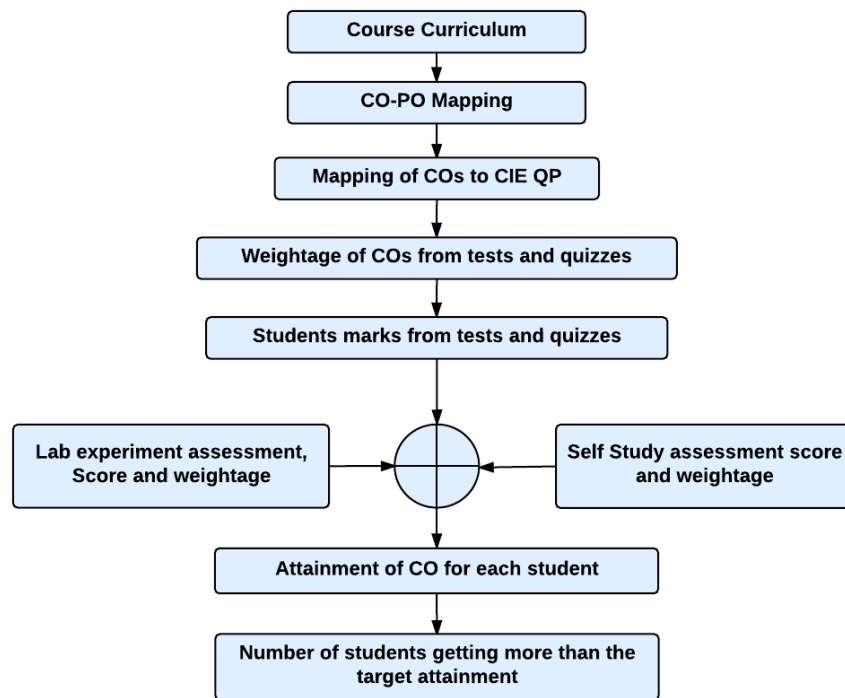 Course Curriculum
CO-PO Mapping
Mapping of COs to CIE QP
Weightage of COs from tests and quizzes
Students marks from tests and quizzes
Lab experiment assessment,
Score and weightage
Self Study assessment score
and weightage
Attainment of CO for each student
Number of students getting more than the
target attainment